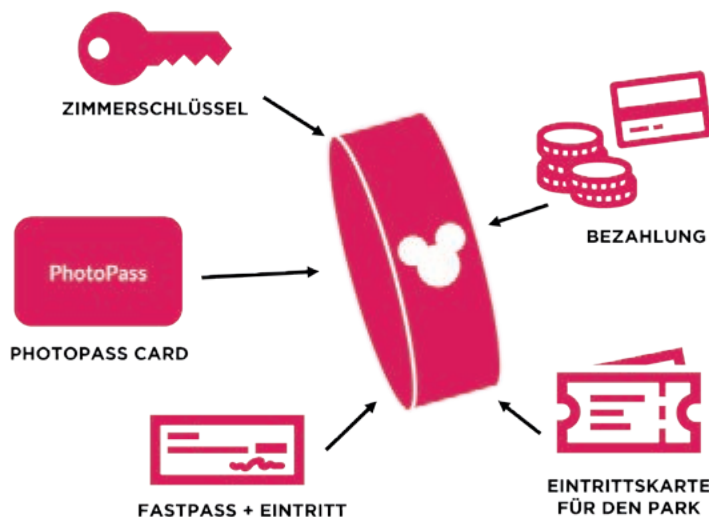 ZIMMERSCHLÜSSEL
BEZAHLUNG
PhotoPass
PHOTOPASS CARD
FASTPASS + EINTRITT
EINTRITTSKARTE
FÜR DEN PARK